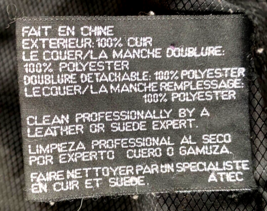 FAIT EN CHINE
EXTERIEUR: 100% CUIR
LE COUER/LA MANCHE DOUBLURE:
100% POLYESTER
DOUBLURE DETACHABLE: 100% POLYESTER
LE COUER/LA MANCHE REMPLESSAGE:
100% POLYESTER
CLEAN PROFESSIONALLY BY A
LEATHER OR SUEDE EXPERT.
LIMPIEZA PROFESSIONAL AL SECO
POR EXPERTO CUERO O GAMUZA.
FAIRE NETTOYER PAR UN SPECIALISTE
EN CUIR ET SUEDE. ATIEC